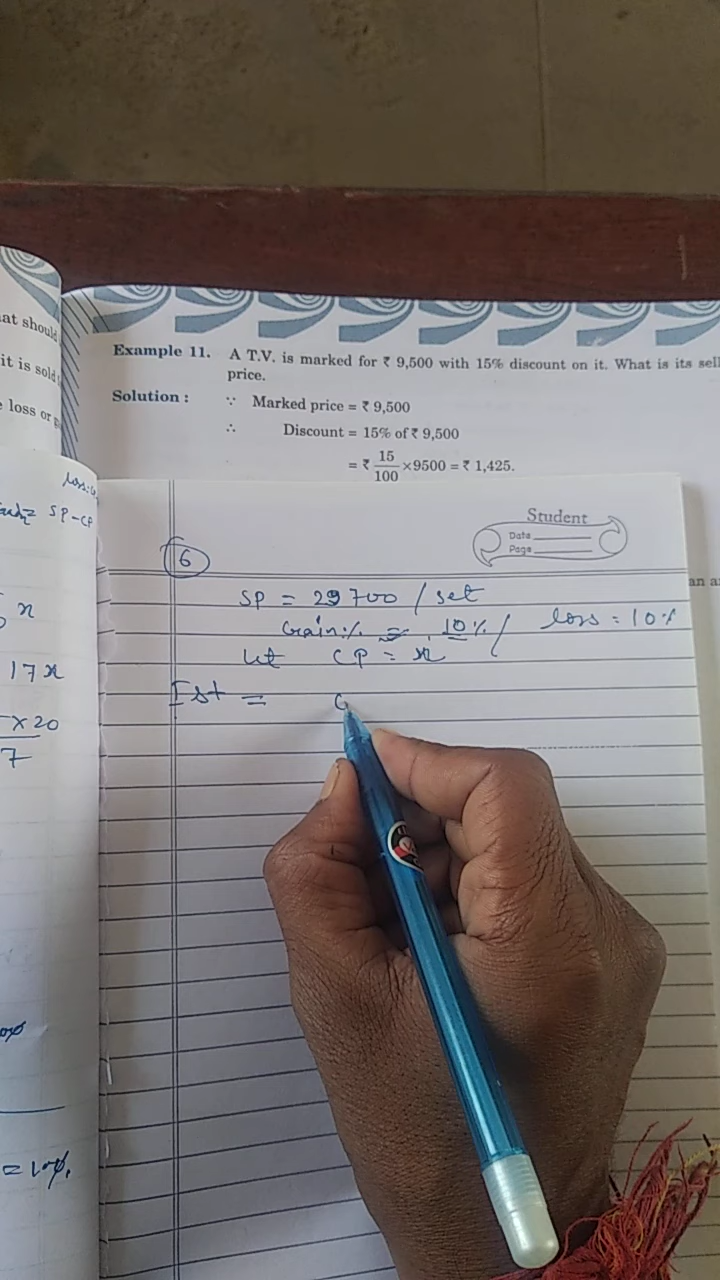 at should
it is sold
loss or
Example 11. A T.V. is marked for ₹ 9,500 with 15% discount on it. What is its sell
price.
Solution : ∵ Marked price = ₹ 9,500
∴ Discount = 15% of ₹ 9,500
= ₹ 15/100 ×9500 = ₹ 1,425.
SP-CP
x
17x
× 20
7
= 10%
Student
Date
Page
6
SP = 29700 / set
Gain% = 10% / loss = 10%
let CP = x
Ist =
an a